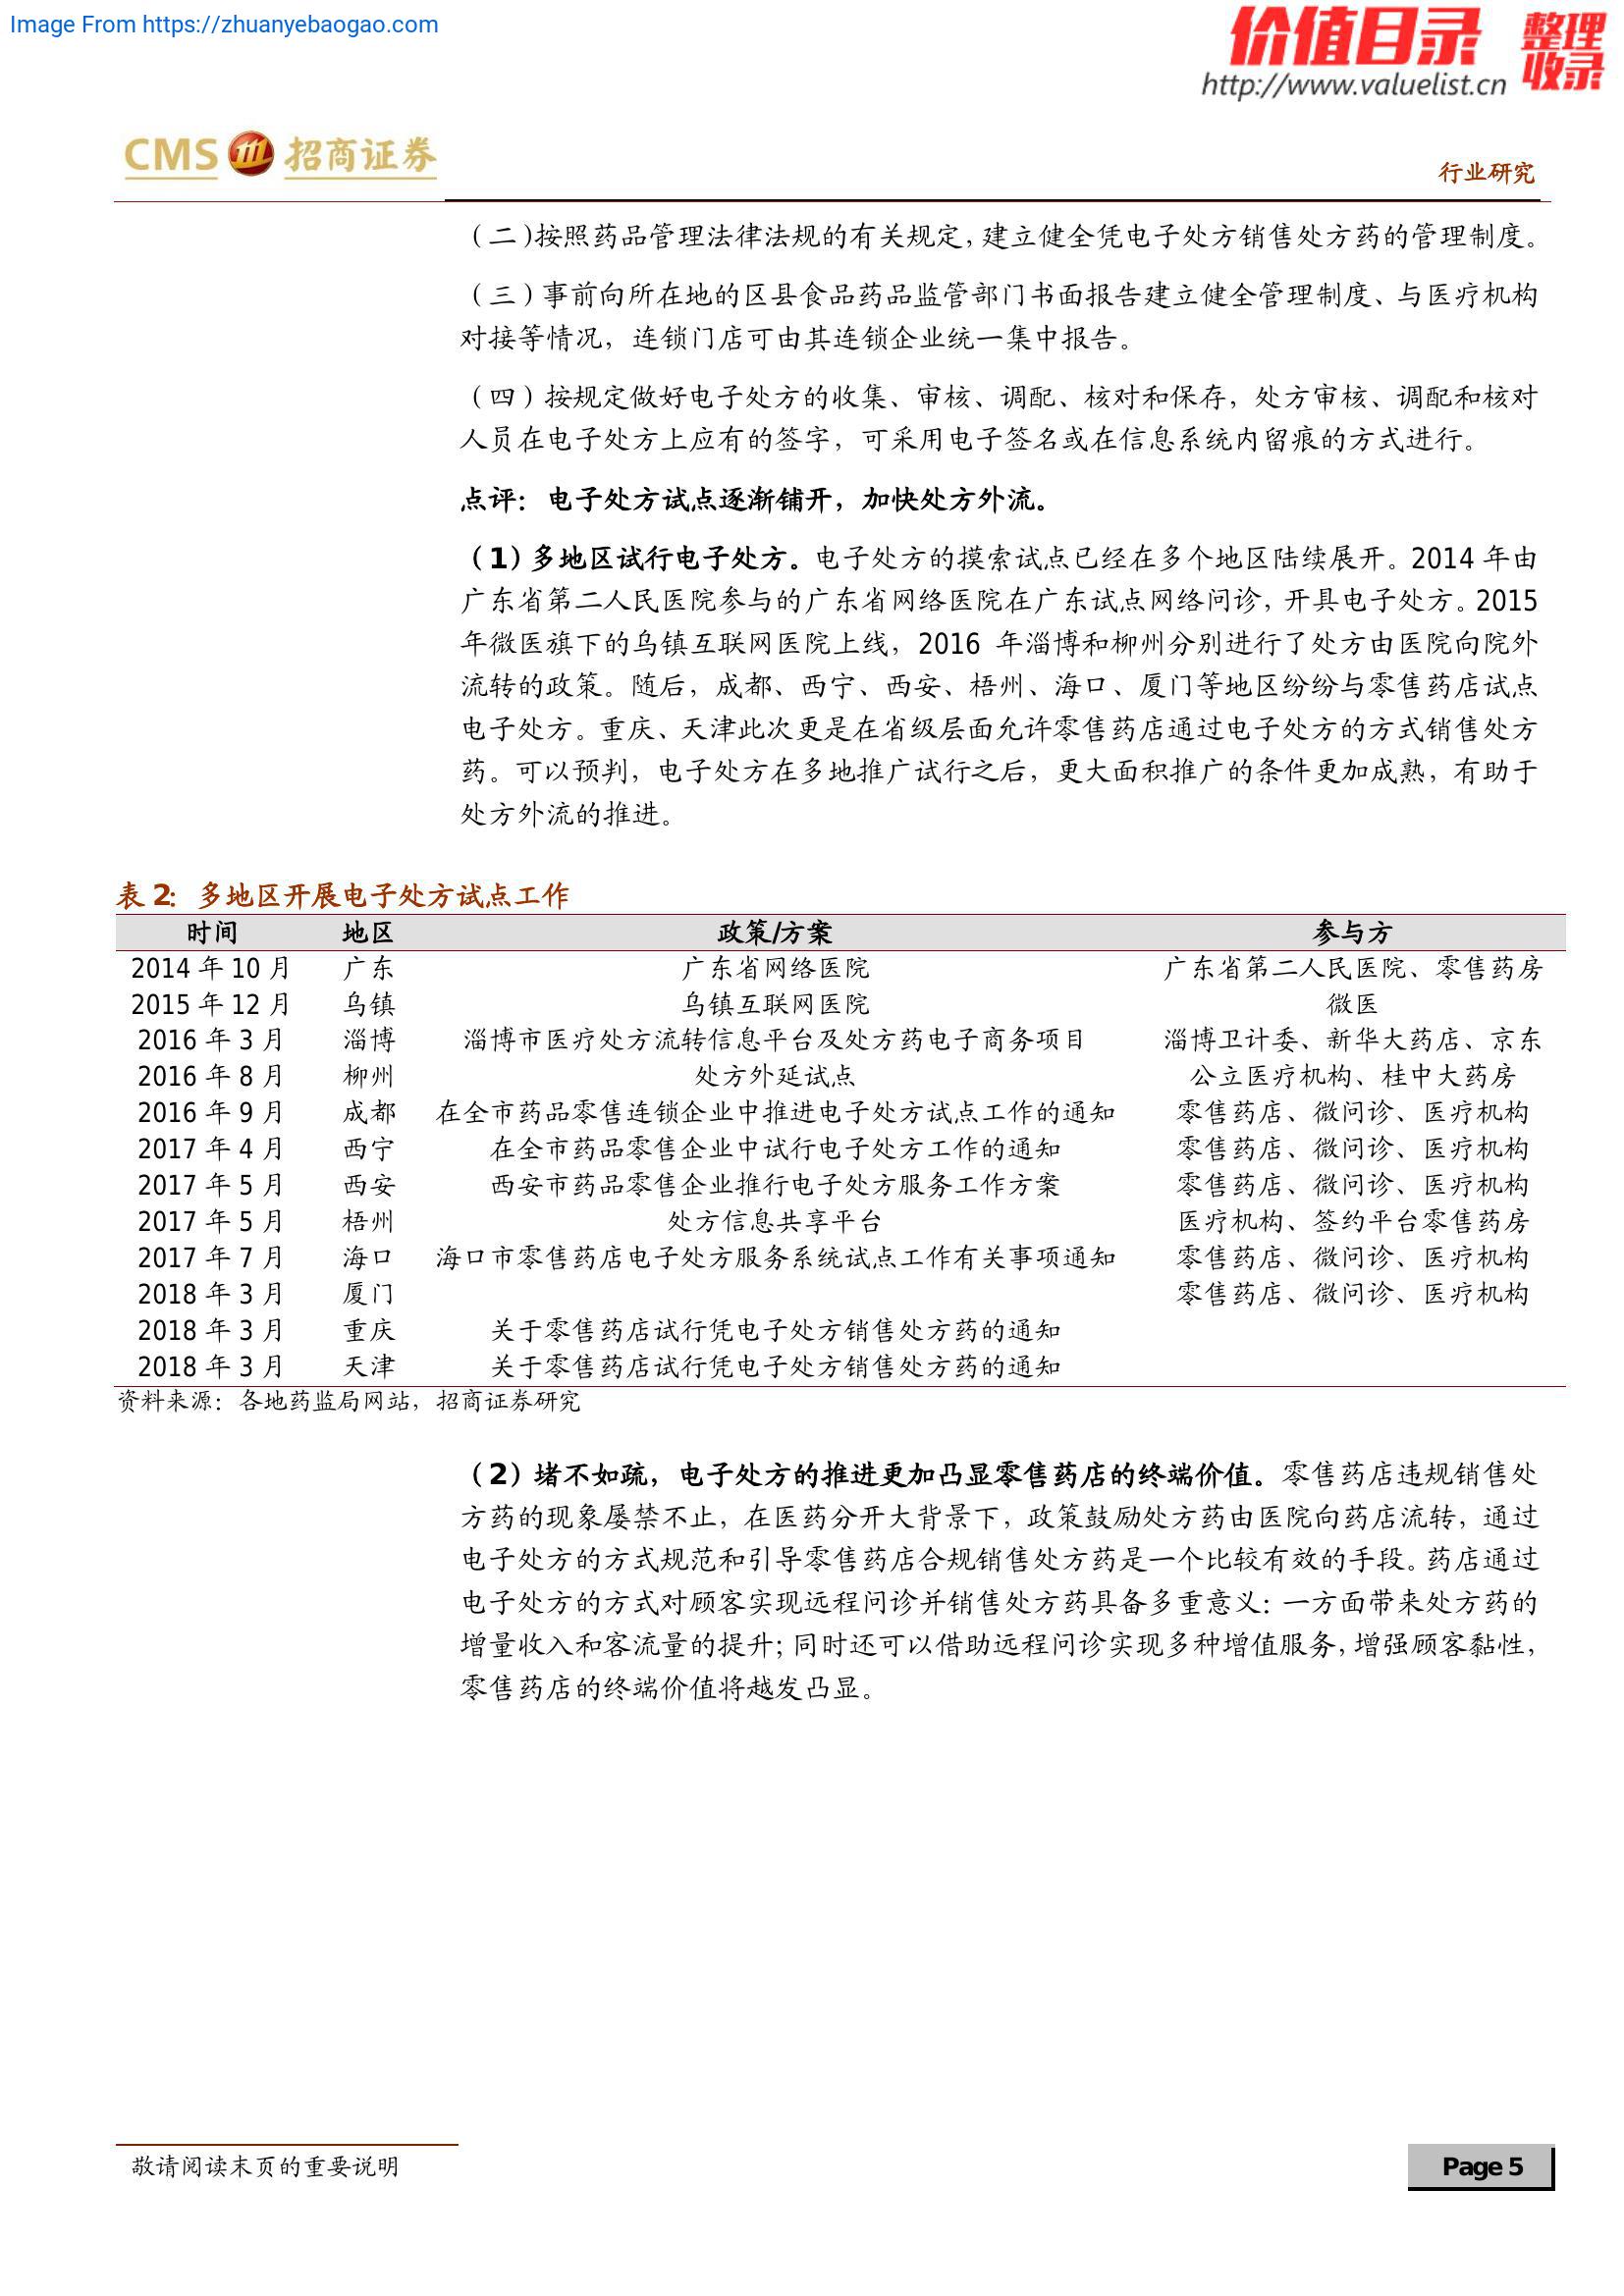 Image From https://zhuanyebaogao.com
价值目录 整理收录
http://www.valuelist.cn
CMS 招商证券
行业研究
（二）按照药品管理法律法规的有关规定，建立健全凭电子处方销售处方药的管理制度。
（三）事前向所在地的区县食品药品监管部门书面报告建立健全管理制度、与医疗机构
对接等情况，连锁门店可由其连锁企业统一集中报告。
（四）按规定做好电子处方的收集、审核、调配、核对和保存，处方审核、调配和核对
人员在电子处方上应有的签字，可采用电子签名或在信息系统内留痕的方式进行。
点评：电子处方试点逐渐铺开，加快处方外流。
（1）多地区试行电子处方。电子处方的摸索试点已经在多个地区陆续展开。2014 年由
广东省第二人民医院参与的广东省网络医院在广东试点网络问诊，开具电子处方。2015
年微医旗下的乌镇互联网医院上线，2016 年淄博和柳州分别进行了处方由医院向院外
流转的政策。随后，成都、西宁、西安、梧州、海口、厦门等地区纷纷与零售药店试点
电子处方。重庆、天津此次更是在省级层面允许零售药店通过电子处方的方式销售处方
药。可以预判，电子处方在多地推广试行之后，更大面积推广的条件更加成熟，有助于
处方外流的推进。
表 2：多地区开展电子处方试点工作
时间 地区 政策/方案 参与方
2014 年 10 月 广东 广东省网络医院 广东省第二人民医院、零售药房
2015 年 12 月 乌镇 乌镇互联网医院 微医
2016 年 3 月 淄博 淄博市医疗处方流转信息平台及处方药电子商务项目 淄博卫计委、新华大药店、京东
2016 年 8 月 柳州 处方外延试点 公立医疗机构、桂中大药房
2016 年 9 月 成都 在全市药品零售连锁企业中推进电子处方试点工作的通知 零售药店、微问诊、医疗机构
2017 年 4 月 西宁 在全市药品零售企业中试行电子处方工作的通知 零售药店、微问诊、医疗机构
2017 年 5 月 西安 西安市药品零售企业推行电子处方服务工作方案 零售药店、微问诊、医疗机构
2017 年 5 月 梧州 处方信息共享平台 医疗机构、签约平台零售药房
2017 年 7 月 海口 海口市零售药店电子处方服务系统试点工作有关事项通知 零售药店、微问诊、医疗机构
2018 年 3 月 厦门 零售药店、微问诊、医疗机构
2018 年 3 月 重庆 关于零售药店试行凭电子处方销售处方药的通知
2018 年 3 月 天津 关于零售药店试行凭电子处方销售处方药的通知
资料来源：各地药监局网站，招商证券研究
（2）堵不如疏，电子处方的推进更加凸显零售药店的终端价值。零售药店违规销售处
方药的现象屡禁不止，在医药分开大背景下，政策鼓励处方药由医院向药店流转，通过
电子处方的方式规范和引导零售药店合规销售处方药是一个比较有效的手段。药店通过
电子处方的方式对顾客实现远程问诊并销售处方药具备多重意义：一方面带来处方药的
增量收入和客流量的提升；同时还可以借助远程问诊实现多种增值服务，增强顾客黏性，
零售药店的终端价值将越发凸显。
敬请阅读末页的重要说明
Page 5